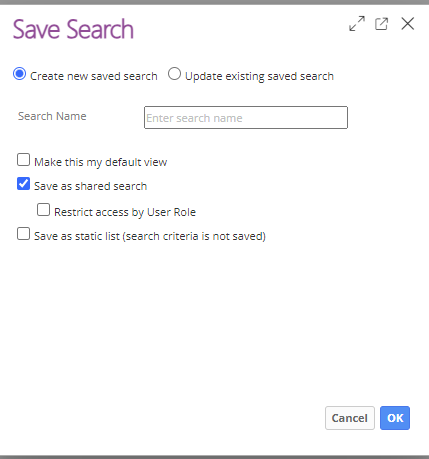 Save Search
Create new saved search Update existing saved search
Search Name Enter search name
Make this my default view
Save as shared search
Restrict access by User Role
Save as static list (search criteria is not saved)
Cancel OK